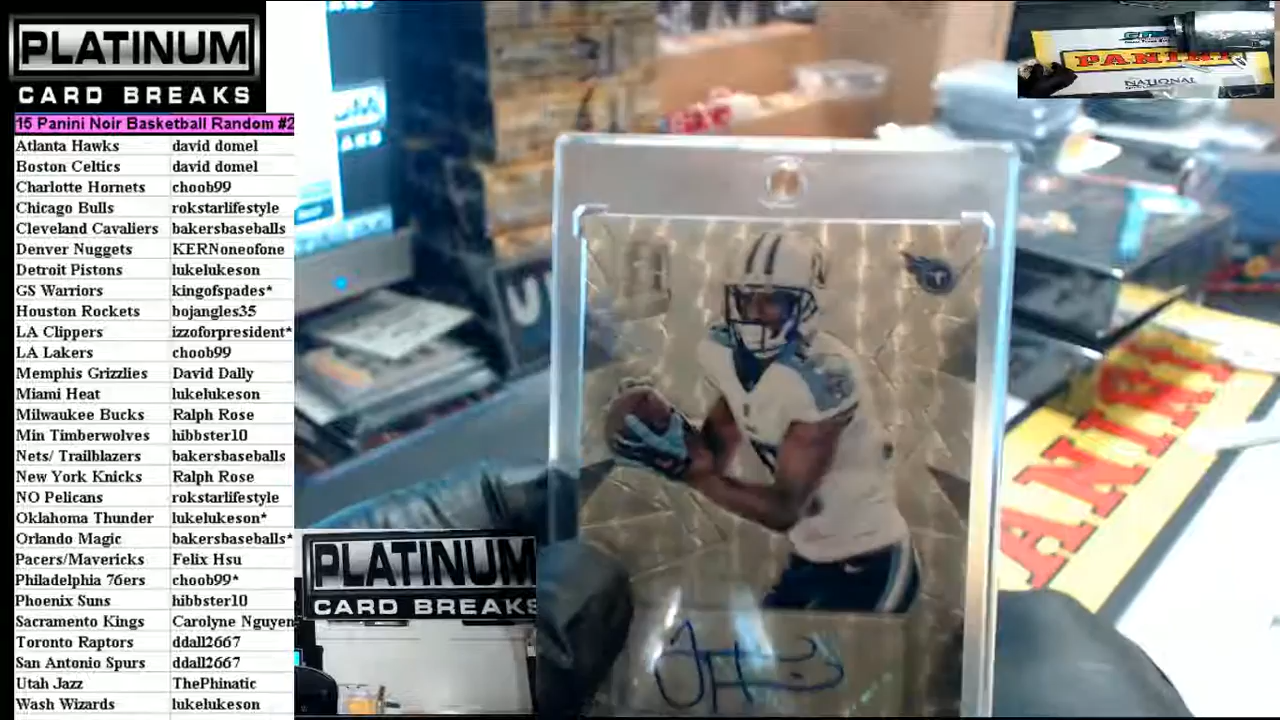 PLATINUM
CARD BREAKS
15 Panini Noir Basketball Random #2
Atlanta Hawks david domel
Boston Celtics david domel
Charlotte Hornets choob99
Chicago Bulls rokstarlifestyle
Cleveland Cavaliers bakersbaseballs
Denver Nuggets KERNoneofone
Detroit Pistons lukelukeson
GS Warriors kingofspades*
Houston Rockets bojangles35
LA Clippers izzoforpresident*
LA Lakers choob99
Memphis Grizzlies David Dally
Miami Heat lukelukeson
Milwaukee Bucks Ralph Rose
Min Timberwolves hibbster10
Nets/ Trailblazers bakersbaseballs
New York Knicks Ralph Rose
NO Pelicans rokstarlifestyle
Oklahoma Thunder lukelukeson*
Orlando Magic bakersbaseballs*
Pacers/Mavericks Felix Hsu
Philadelphia 76ers choob99*
Phoenix Suns hibbster10
Sacramento Kings Carolyne Nguyen
Toronto Raptors ddall2667
San Antonio Spurs ddall2667
Utah Jazz ThePhinatic
Wash Wizards lukelukeson
PANINI
NATIONAL
PANINI
PLATINUM
CARD BREAKS